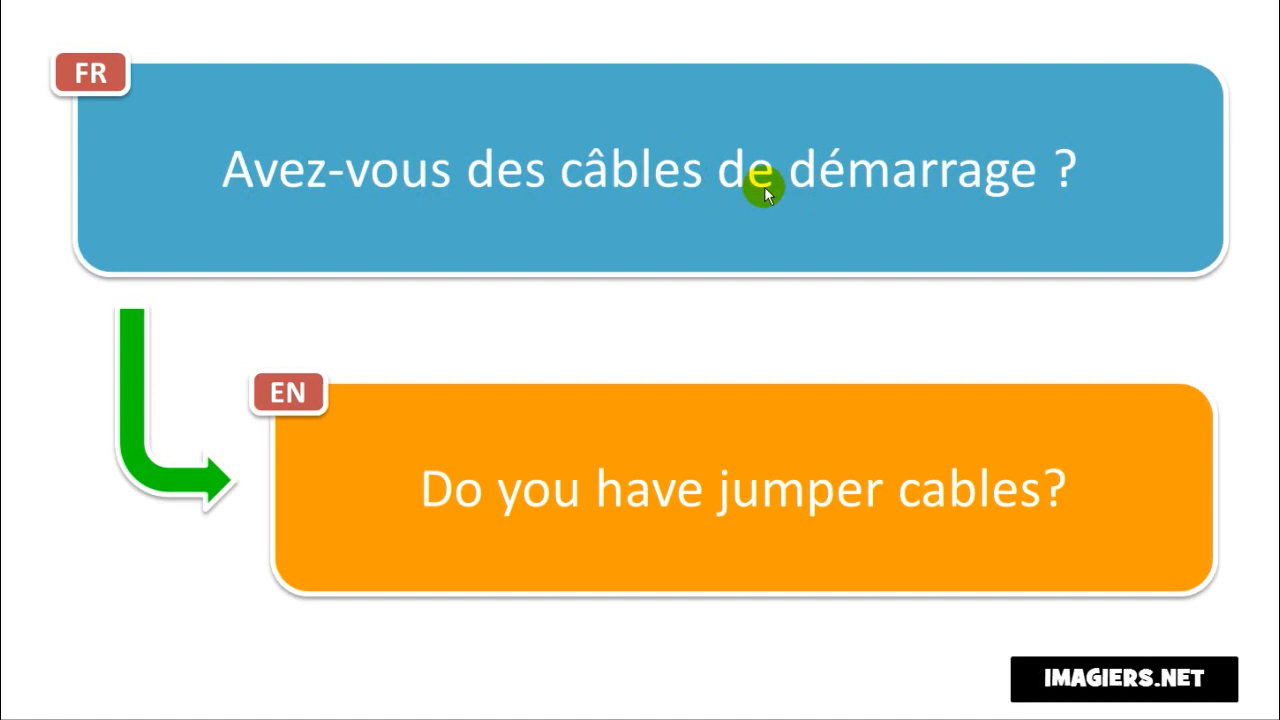 FR
Avez-vous des câbles de démarrage ?
EN
Do you have jumper cables?
IMAGIERS.NET